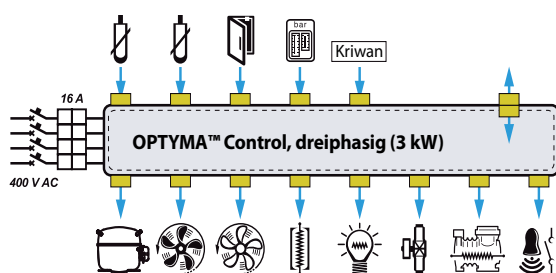 bar
Kriwan
16 A
OPTYMA™ Control, dreiphasig (3 kW)
400 V AC